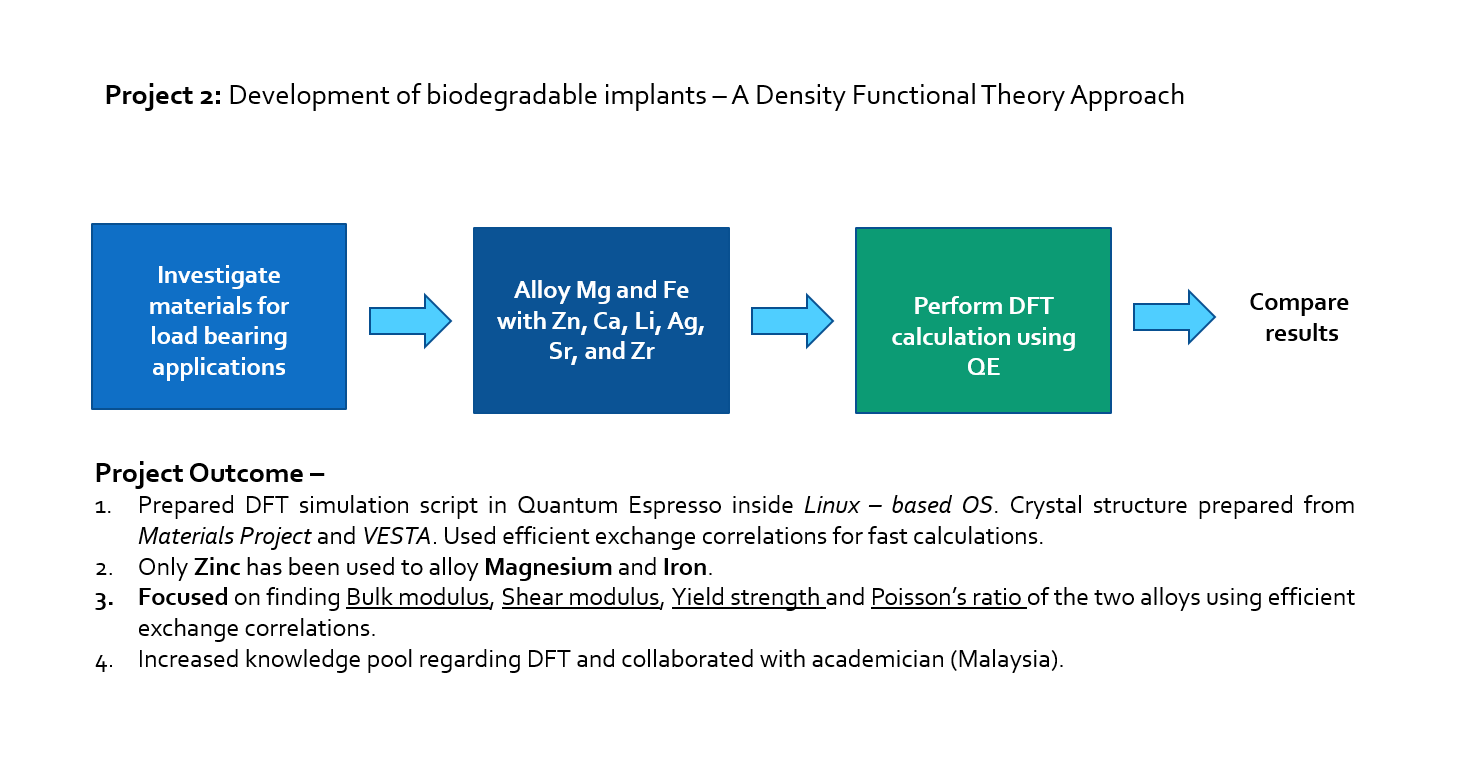 Project 2: Development of biodegradable implants – A Density Functional Theory Approach
Investigate
materials for
load bearing
applications
Alloy Mg and Fe
with Zn, Ca, Li, Ag,
Sr, and Zr
Perform DFT
calculation using
QE
Compare
results
Project Outcome –
1. Prepared DFT simulation script in Quantum Espresso inside Linux – based OS. Crystal structure prepared from
Materials Project and VESTA. Used efficient exchange correlations for fast calculations.
2. Only Zinc has been used to alloy Magnesium and Iron.
3. Focused on finding Bulk modulus, Shear modulus, Yield strength and Poisson’s ratio of the two alloys using efficient
exchange correlations.
4. Increased knowledge pool regarding DFT and collaborated with academician (Malaysia).